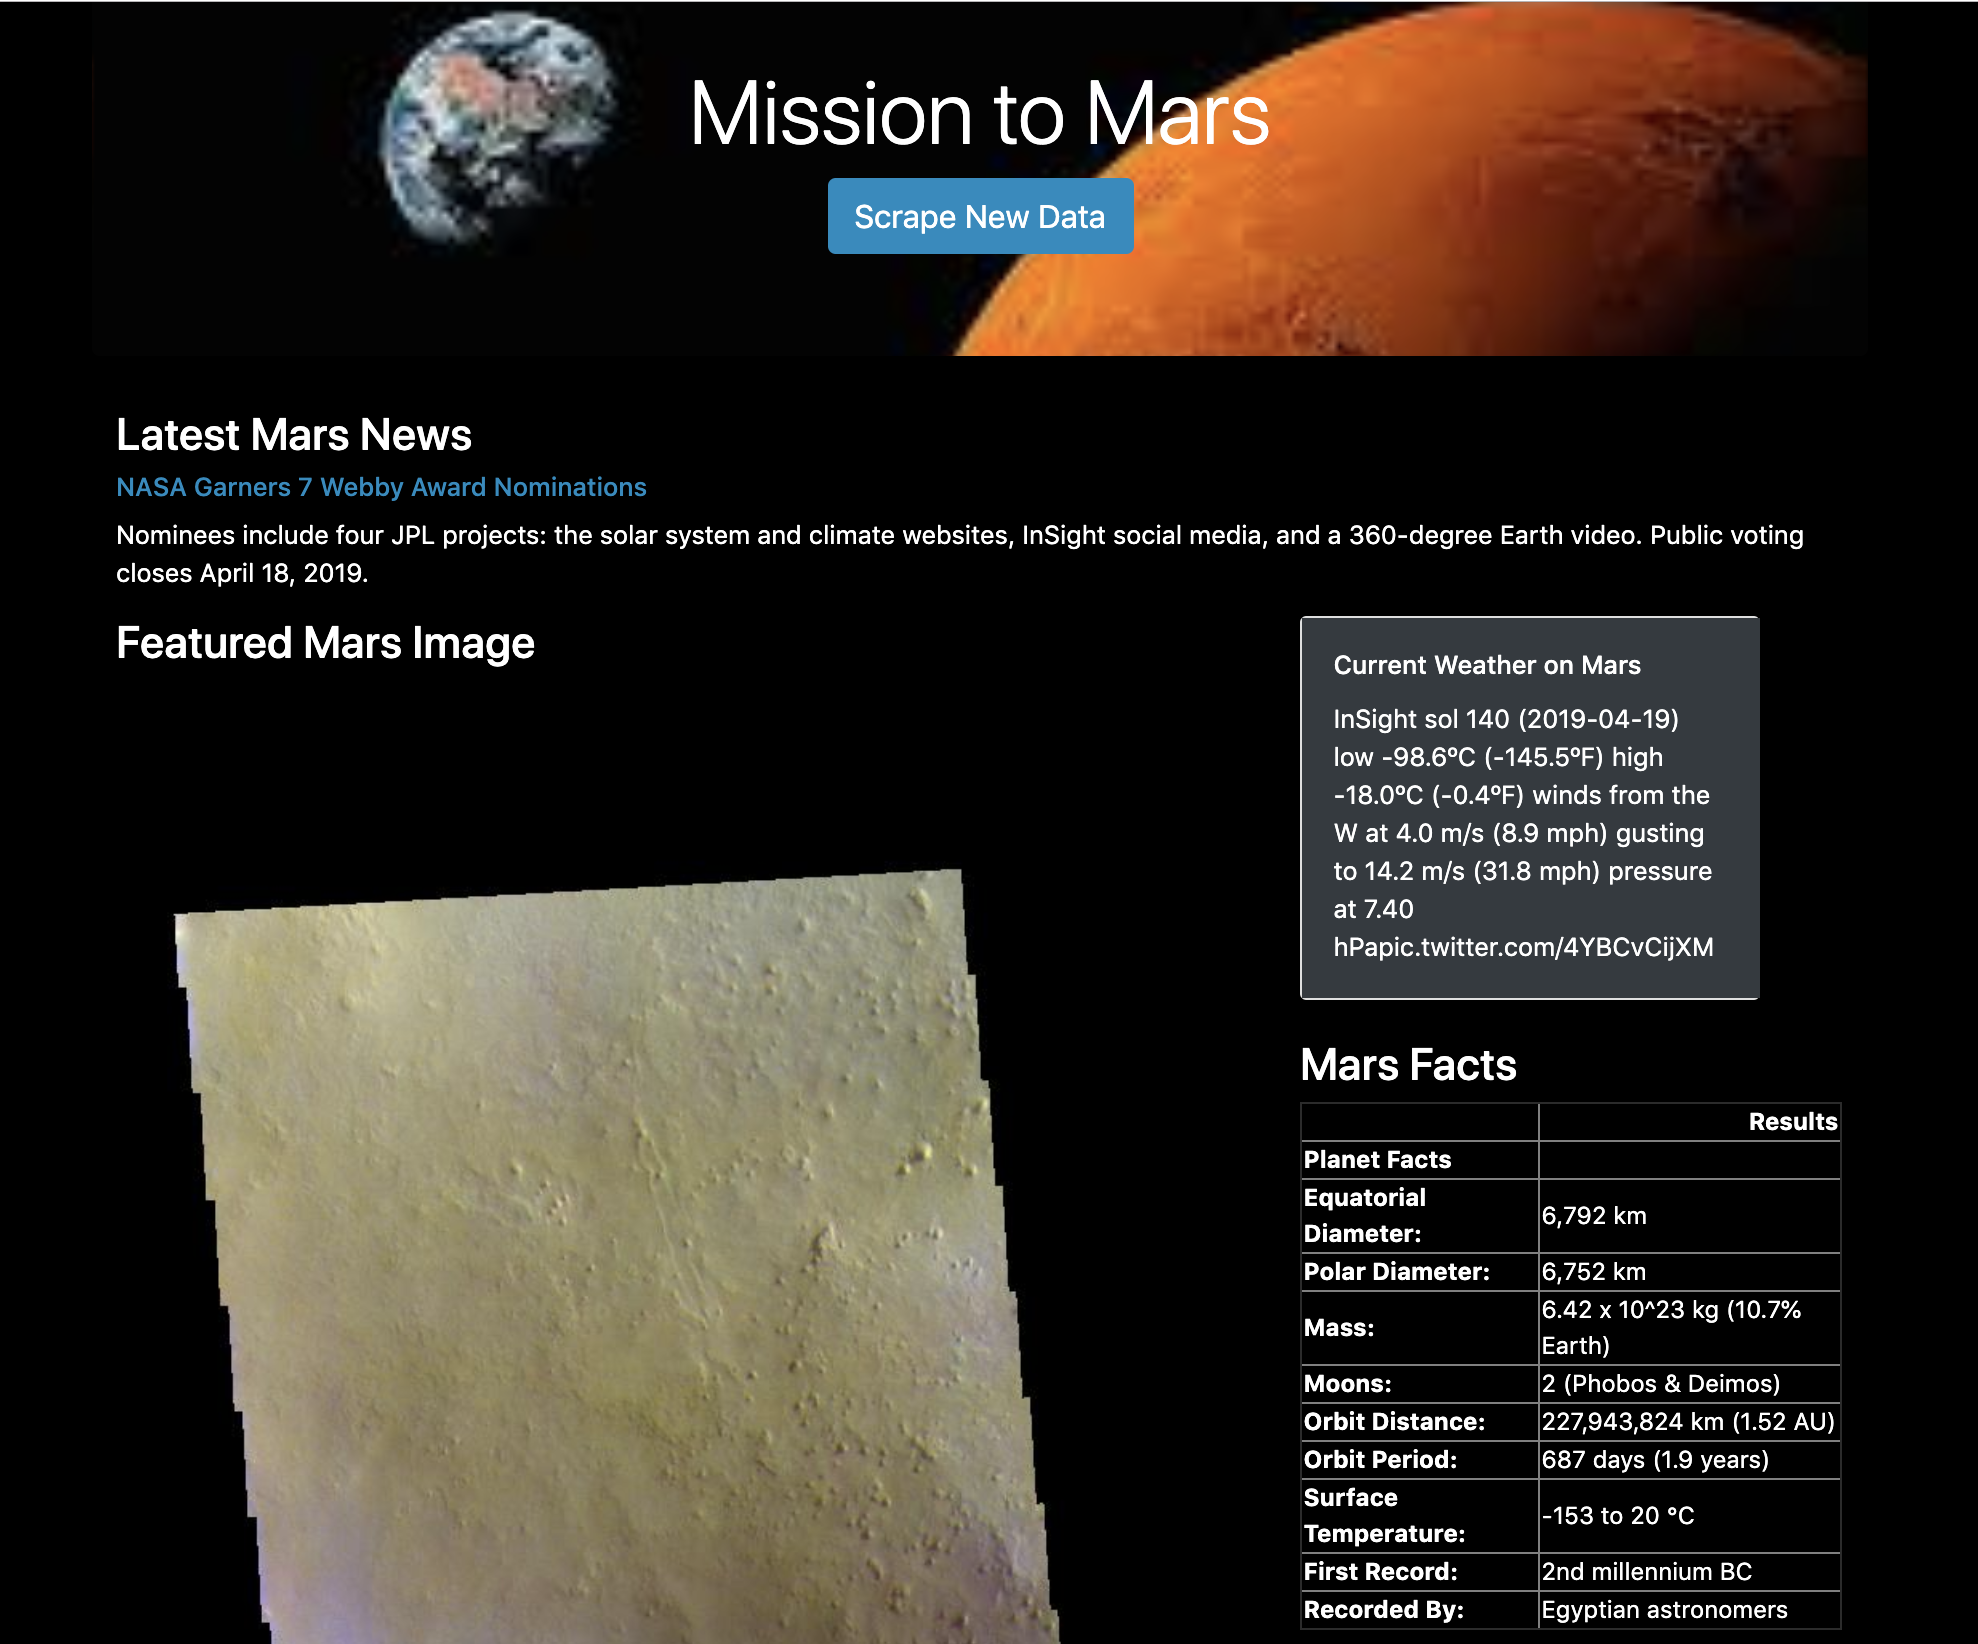 Mission to Mars
Scrape New Data
Latest Mars News
NASA Garners 7 Webby Award Nominations
Nominees include four JPL projects: the solar system and climate websites, InSight social media, and a 360-degree Earth video. Public voting
closes April 18, 2019.
Featured Mars Image
Current Weather on Mars
InSight sol 140 (2019-04-19)
low -98.6ºC (-145.5ºF) high
-18.0ºC (-0.4ºF) winds from the
W at 4.0 m/s (8.9 mph) gusting
to 14.2 m/s (31.8 mph) pressure
at 7.40
hPapic.twitter.com/4YBCvCijXM
Mars Facts
Results
Planet Facts
Equatorial
Diameter:
6,792 km
Polar Diameter: 6,752 km
Mass:
6.42 x 10^23 kg (10.7%
Earth)
Moons: 2 (Phobos & Deimos)
Orbit Distance: 227,943,824 km (1.52 AU)
Orbit Period: 687 days (1.9 years)
Surface
Temperature:
-153 to 20 °C
First Record: 2nd millennium BC
Recorded By: Egyptian astronomers